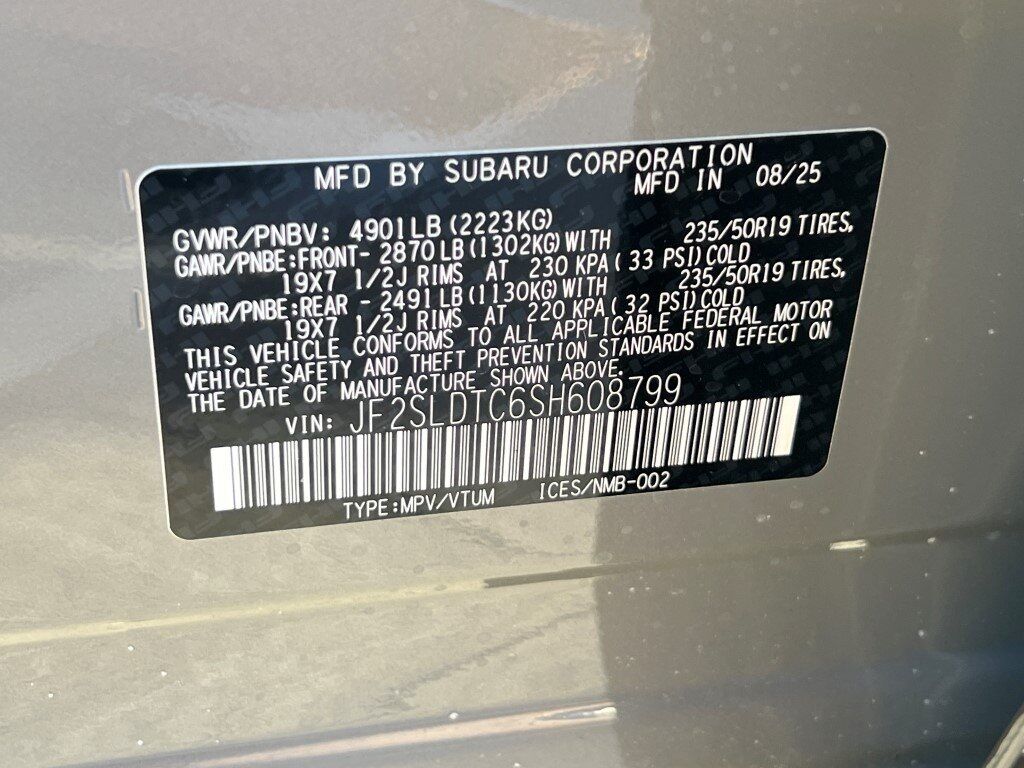 MFD BY SUBARU CORPORATION
MFD IN 08/25
GVWR/PNBV: 4901LB (2223KG)
GAWR/PNBE:FRONT- 2870LB (1302KG) WITH 235/50R19 TIRES,
19X7 1/2J RIMS AT 230 KPA ( 33 PSI) COLD
GAWR/PNBE:REAR - 2491LB (1130KG) WITH 235/50R19 TIRES,
19X7 1/2J RIMS AT 220 KPA ( 32 PSI) COLD
THIS VEHICLE CONFORMS TO ALL APPLICABLE FEDERAL MOTOR
VEHICLE SAFETY AND THEFT PREVENTION STANDARDS IN EFFECT ON
THE DATE OF MANUFACTURE SHOWN ABOVE.
VIN: JF2SLDTC6SH608799
TYPE:MPV/VTUM ICES/NMB-002